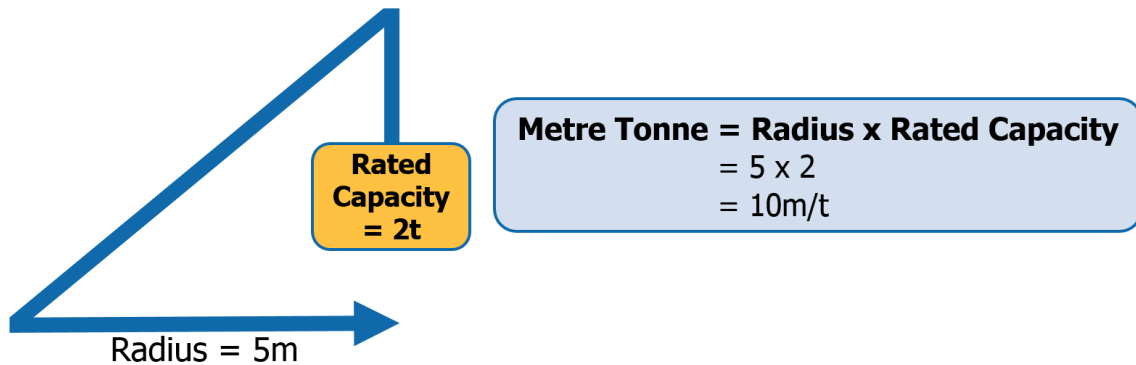 Rated
Capacity
= 2t
Radius = 5m
Metre Tonne = Radius x Rated Capacity
= 5 x 2
= 10m/t